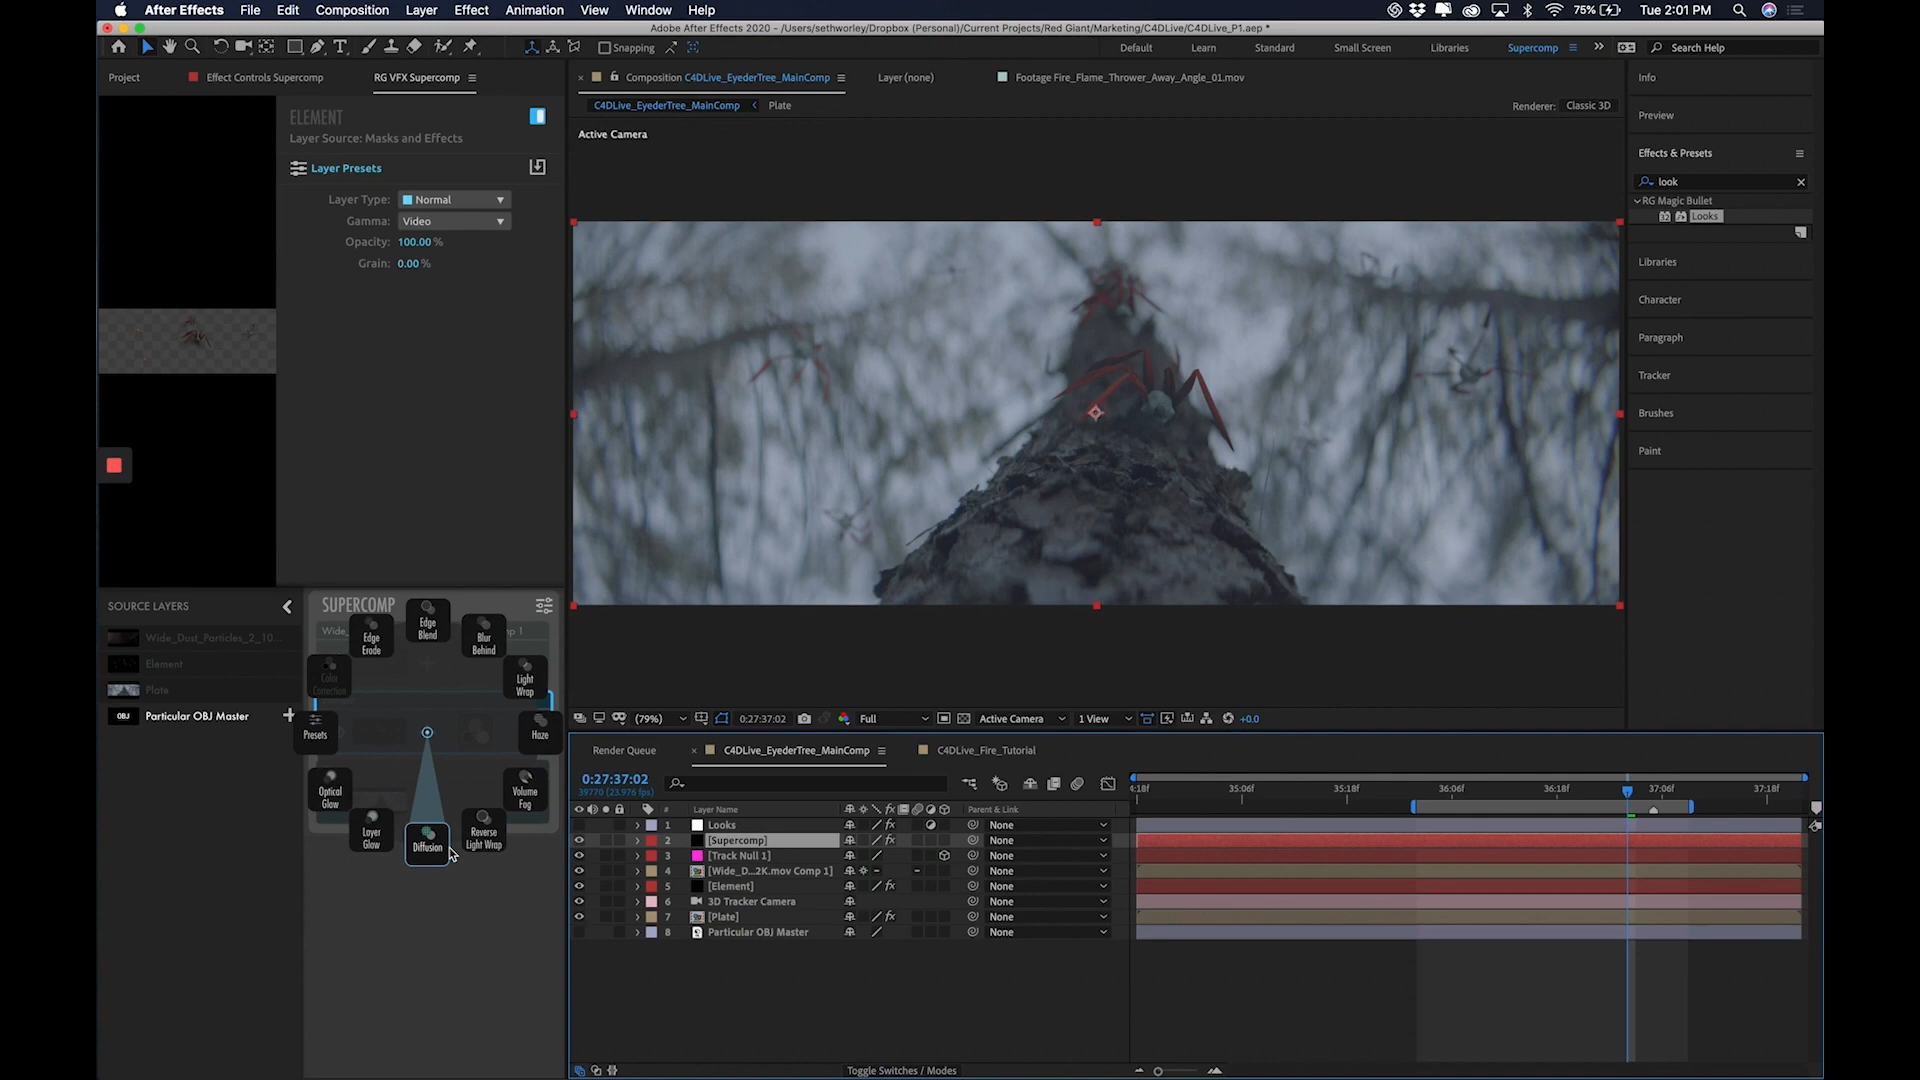 After Effects File Edit Composition Layer Effect Animation View Window Help
75% Tue 2:01 PM
Adobe After Effects 2020 - /Users/sethworley/Dropbox (Personal)/Current Projects/Red Giant/Marketing/C4DLive/C4DLive_P1.aep *
Snapping Default Learn Standard Small Screen Libraries Supercomp Search Help
Project Effect Controls Supercomp RG VFX Supercomp
Composition C4DLive_EyederTree_MainComp Layer (none) Footage Fire_Flame_Thrower_Away_Angle_01.mov
C4DLive_EyederTree_MainComp Plate
Renderer: Classic 3D
Active Camera
ELEMENT
Layer Source: Masks and Effects
Layer Presets
Layer Type: Normal
Gamma: Video
Opacity: 100.00 %
Grain: 0.00 %
Info
Preview
Effects & Presets
look
RG Magic Bullet
Looks
Libraries
Character
Paragraph
Tracker
Brushes
Paint
SOURCE LAYERS
Wide_Dust_Particles_2_10...
Element
Plate
OBJ Particular OBJ Master
SUPERCOMP
Edge Erode
Edge Blend
Blur Behind
Light Wrap
Color Correction
Presets
Haze
Optical Glow
Volume Fog
Layer Glow
Diffusion
Reverse Light Wrap
(79%) 0:27:37:02 Full Active Camera 1 View +0.0
Render Queue C4DLive_EyederTree_MainComp C4DLive_Fire_Tutorial
0:27:37:02
39770 (23.976 fps)
# Layer Name Parent & Link
1 Looks None
2 [Supercomp] None
3 [Track Null 1] None
4 [Wide_D...2K.mov Comp 1] None
5 [Element] None
6 3D Tracker Camera None
7 [Plate] None
8 Particular OBJ Master None
35:06f 35:18f 36:06f 36:18f 37:06f 37:18f
Toggle Switches / Modes